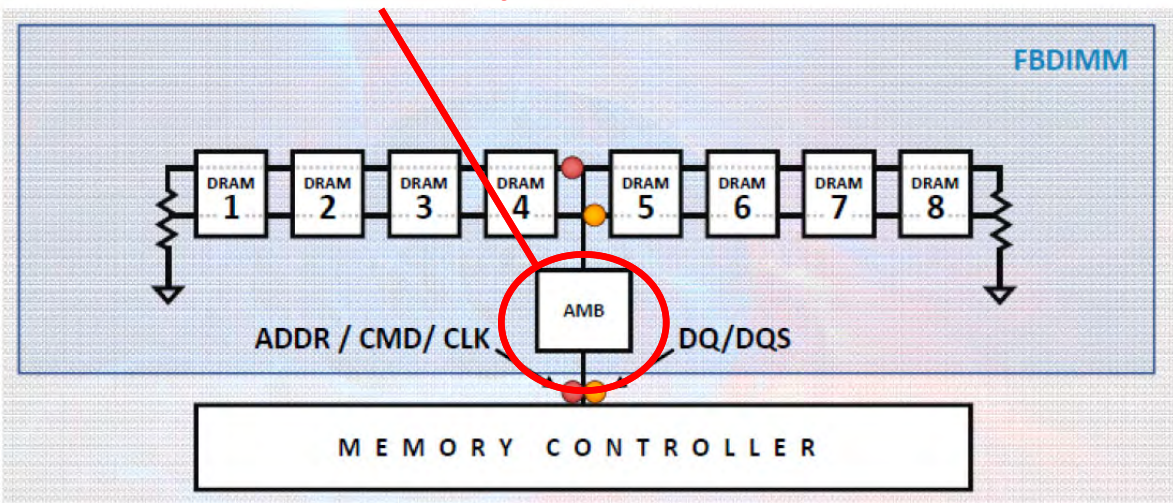 FBDIMM
DRAM DRAM DRAM DRAM DRAM DRAM DRAM DRAM
1 2 3 4 5 6 7 8
AMB
ADDR / CMD/ CLK DQ/DQS
MEMORY CONTROLLER